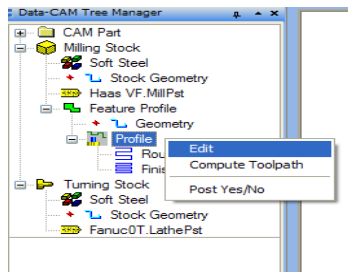 Data-CAM Tree Manager
CAM Part
Milling Stock
Soft Steel
Stock Geometry
Haas VF.MillPst
Feature Profile
Geometry
Profile
Edit
Rou
Compute Toolpath
Finis
Post Yes/No
Turning Stock
Soft Steel
Stock Geometry
Fanuc0T.LathePst